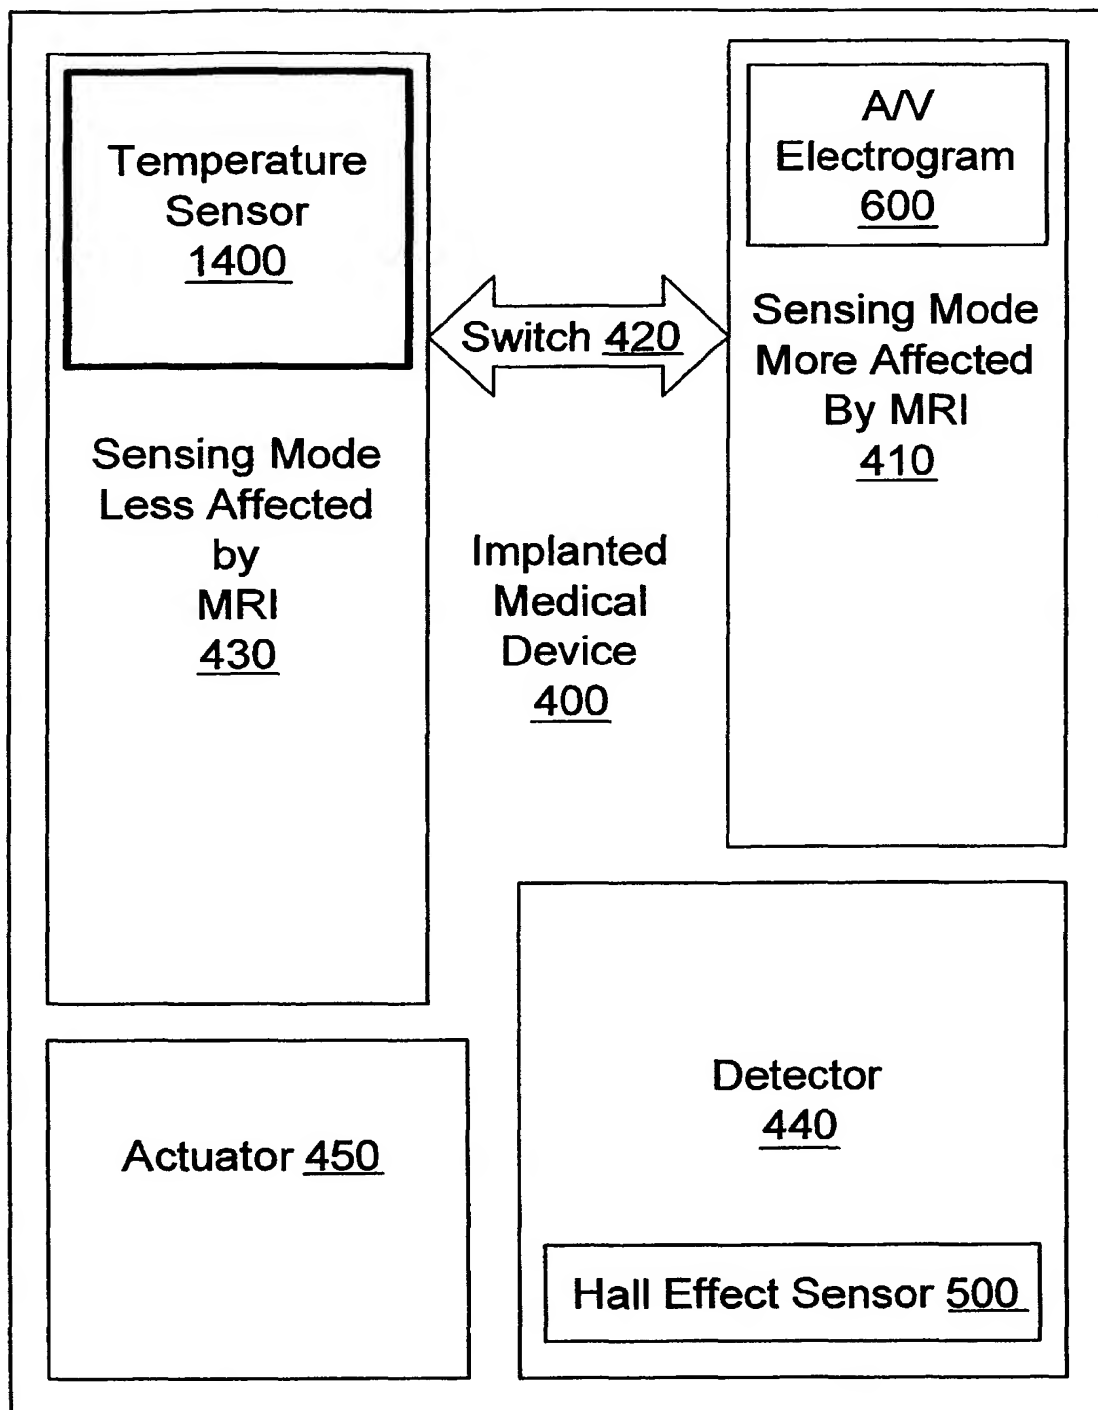 Temperature
Sensor
1400
Sensing Mode
Less Affected
by
MRI
430
Switch 420
Implanted
Medical
Device
400
A/V
Electrogram
600
Sensing Mode
More Affected
By MRI
410
Actuator 450
Detector
440
Hall Effect Sensor 500